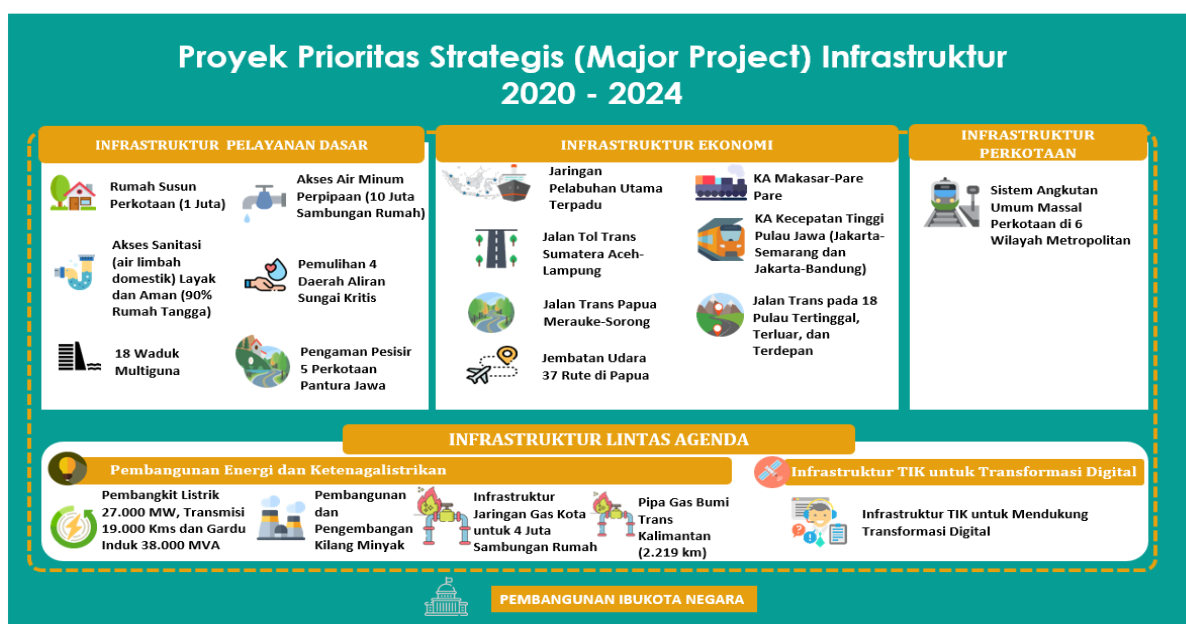 Proyek Prioritas Strategis (Major Project) Infrastruktur
2020 - 2024
INFRASTRUKTUR PELAYANAN DASAR
Rumah Susun
Perkotaan (1 Juta)
Akses Air Minum
Perpipaan (10 Juta
Sambungan Rumah)
Akses Sanitasi
(air limbah
domestik) Layak
dan Aman (90%
Rumah Tangga)
Pemulihan 4
Daerah Aliran
Sungai Kritis
18 Waduk
Multiguna
Pengaman Pesisir
5 Perkotaan
Pantura Jawa
INFRASTRUKTUR EKONOMI
Jaringan
Pelabuhan Utama
Terpadu
KA Makasar-Pare
Pare
Jalan Tol Trans
Sumatera Aceh-
Lampung
KA Kecepatan Tinggi
Pulau Jawa (Jakarta-
Semarang dan
Jakarta-Bandung)
Jalan Trans Papua
Merauke-Sorong
Jalan Trans pada 18
Pulau Tertinggal,
Terluar, dan
Terdepan
Jembatan Udara
37 Rute di Papua
INFRASTRUKTUR
PERKOTAAN
Sistem Angkutan
Umum Massal
Perkotaan di 6
Wilayah Metropolitan
INFRASTRUKTUR LINTAS AGENDA
Pembangunan Energi dan Ketenagalistrikan
Pembangkit Listrik
27.000 MW, Transmisi
19.000 Kms dan Gardu
Induk 38.000 MVA
Pembangunan
dan
Pengembangan
Kilang Minyak
Infrastruktur
Jaringan Gas Kota
untuk 4 Juta
Sambungan Rumah
Pipa Gas Bumi
Trans
Kalimantan
(2.219 km)
Infrastruktur TIK untuk Transformasi Digital
Infrastruktur TIK untuk Mendukung
Transformasi Digital
PEMBANGUNAN IBUKOTA NEGARA